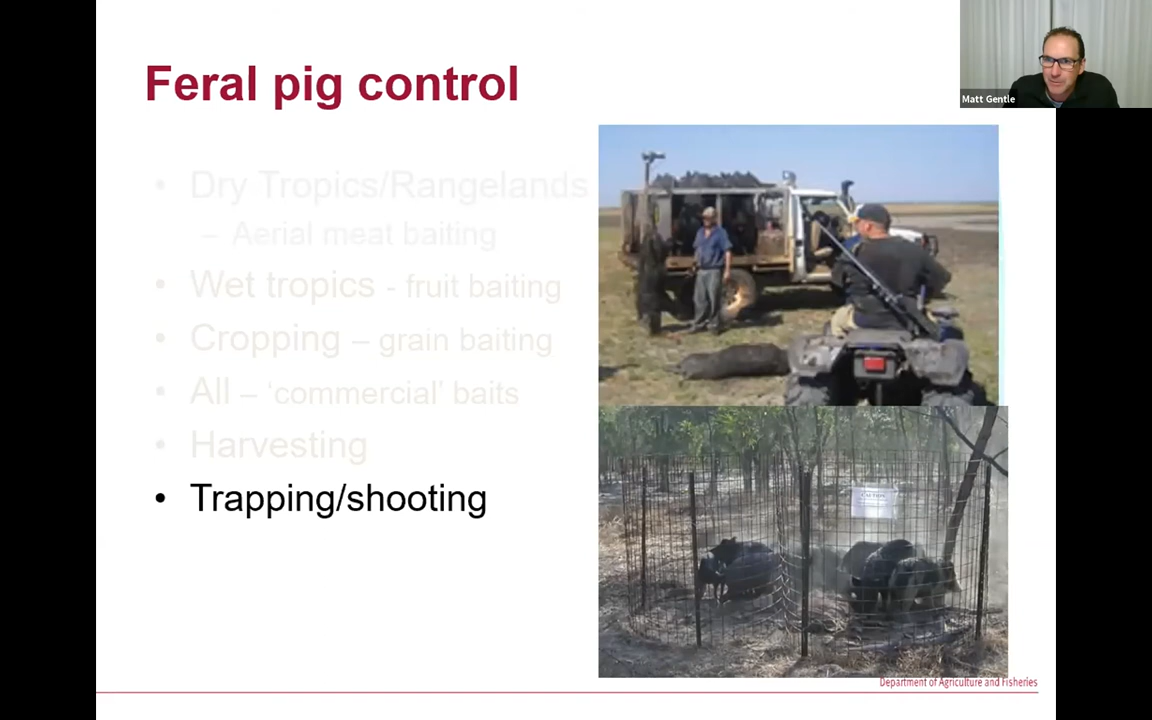 Feral pig control
Matt Gentle
• Dry Tropics/Rangelands
– Aerial meat baiting
• Wet tropics - fruit baiting
• Cropping – grain baiting
• All – ‘commercial’ baits
• Harvesting
• Trapping/shooting
CAUTION
Department of Agriculture and Fisheries